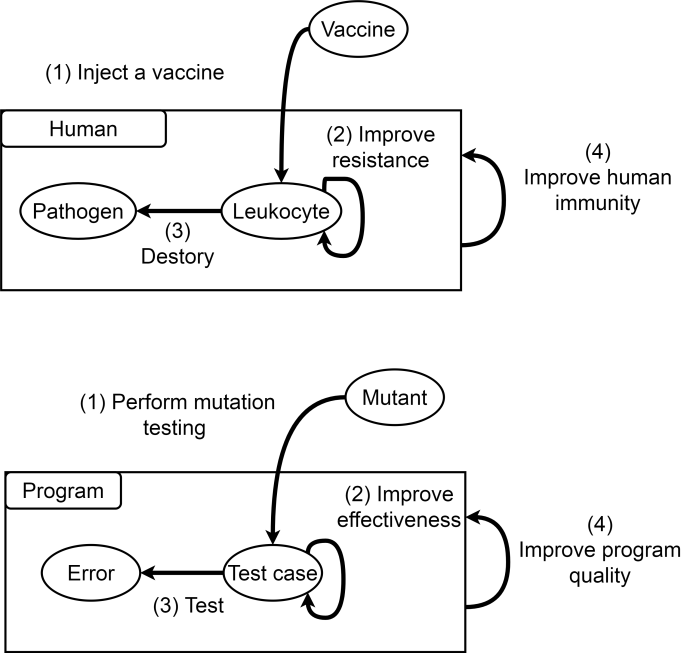 Vaccine
(1) Inject a vaccine
Human
(2) Improve
resistance
(4)
Improve human
immunity
Pathogen
Leukocyte
(3)
Destory
Mutant
(1) Perform mutation
testing
Program
(2) Improve
effectiveness
(4)
Improve program
quality
Error
Test case
(3) Test